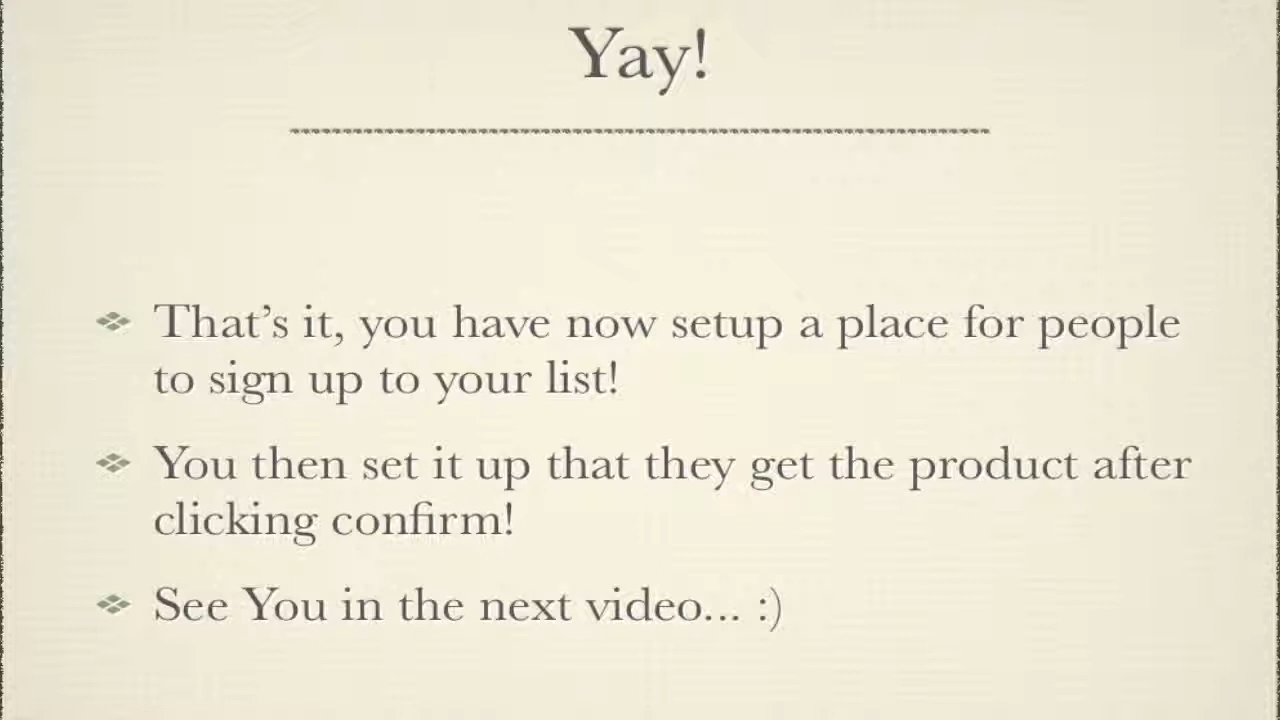 Yay!
That's it, you have now setup a place for people
to sign up to your list!
You then set it up that they get the product after
clicking confirm!
See You in the next video... :)